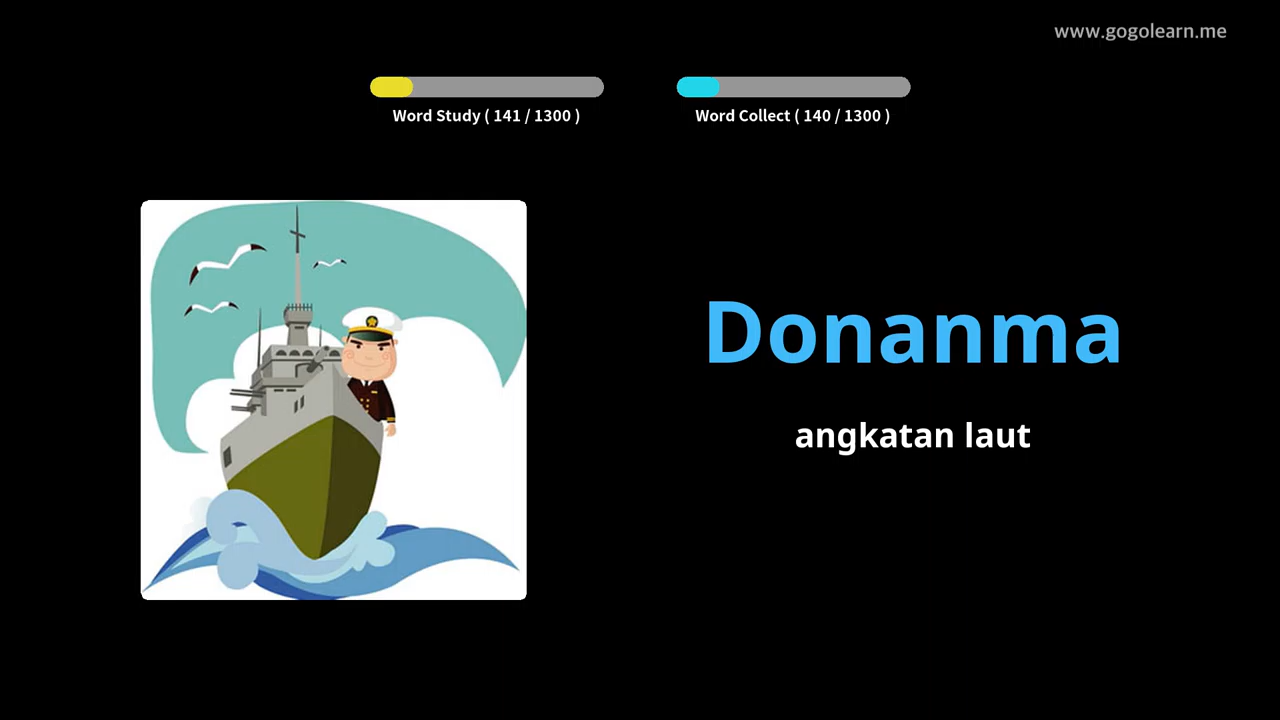 www.gogolearn.me
Word Study ( 141 / 1300 )
Word Collect ( 140 / 1300 )
Donanma
angkatan laut